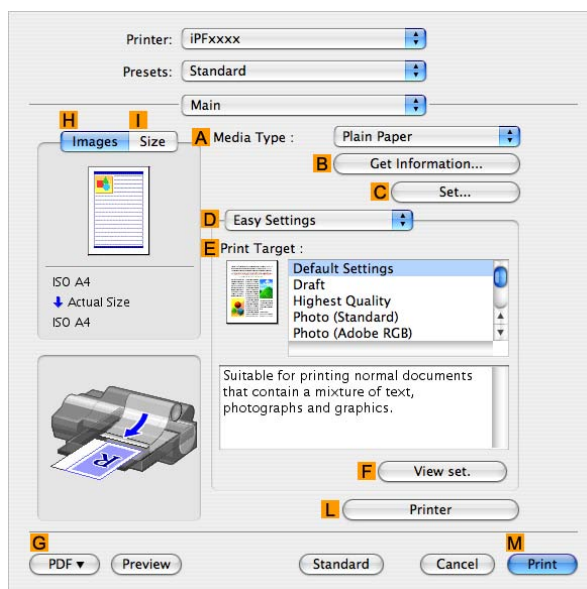 Printer: iPFxxxx
Presets: Standard
Main
H I
Images Size
A Media Type : Plain Paper
B Get Information...
C Set...
D Easy Settings
E Print Target :
Default Settings
Draft
Highest Quality
Photo (Standard)
Photo (Adobe RGB)
ISO A4
Actual Size
ISO A4
Suitable for printing normal documents
that contain a mixture of text,
photographs and graphics.
R
F View set.
L Printer
G M
PDF ▼ Preview Standard Cancel Print